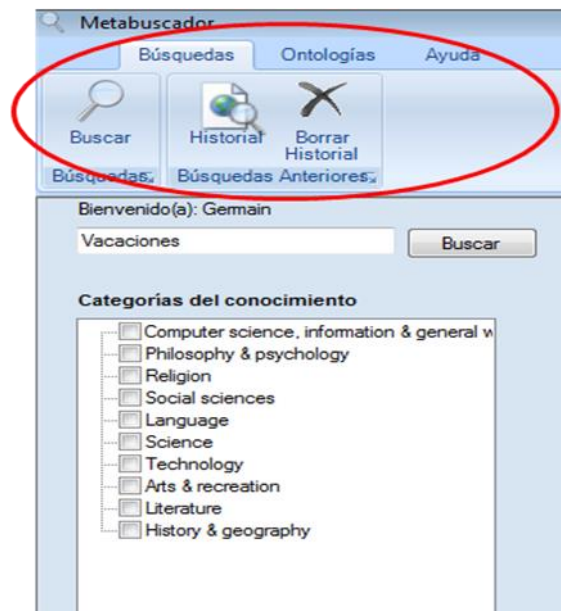 Metabuscador
Búsquedas Ontologías Ayuda
Buscar Historial Borrar Historial
Búsquedas Búsquedas Anteriores
Bienvenido(a): Germain
Vacaciones Buscar
Categorías del conocimiento
Computer science, information & general w
Philosophy & psychology
Religion
Social sciences
Language
Science
Technology
Arts & recreation
Literature
History & geography